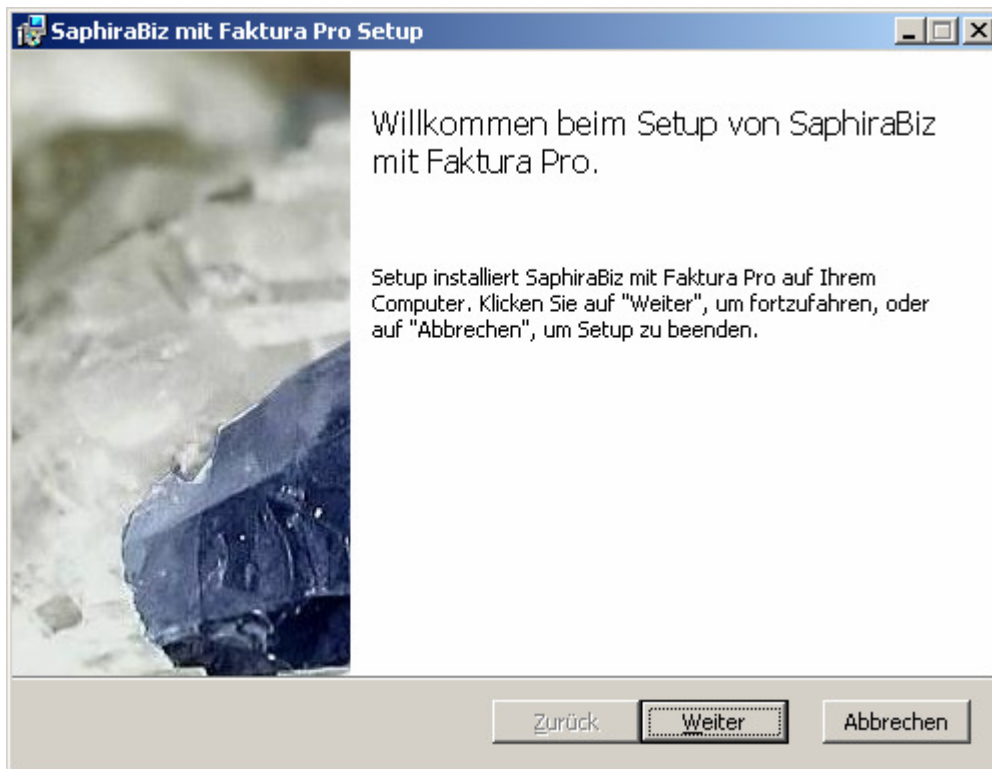 SaphiraBiz mit Faktura Pro Setup
Willkommen beim Setup von SaphiraBiz
mit Faktura Pro.
Setup installiert SaphiraBiz mit Faktura Pro auf Ihrem
Computer. Klicken Sie auf "Weiter", um fortzufahren, oder
auf "Abbrechen", um Setup zu beenden.
Zurück Weiter Abbrechen